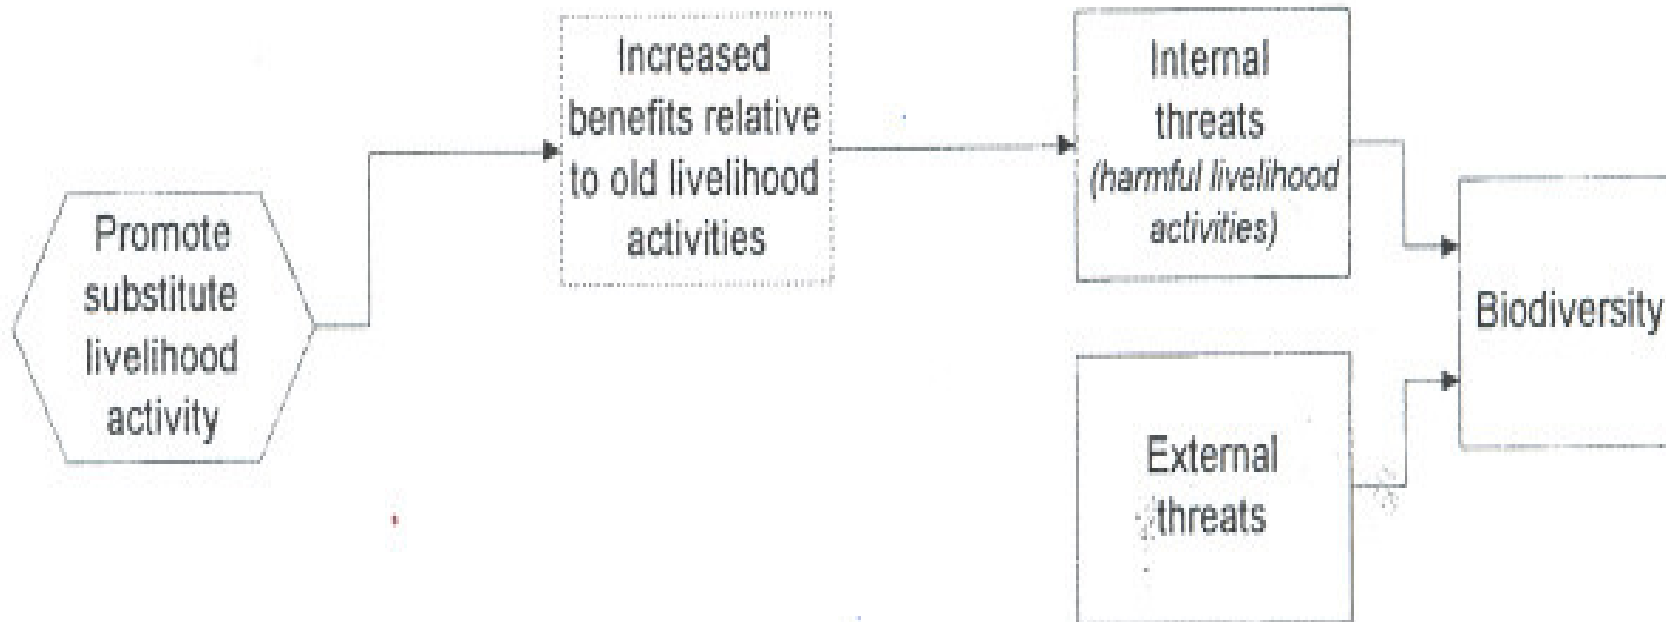 Promote
substitute
livelihood
activity
Increased
benefits relative
to old livelihood
activities
Internal
threats
(harmful livelihood
activities)
External
threats
Biodiversity